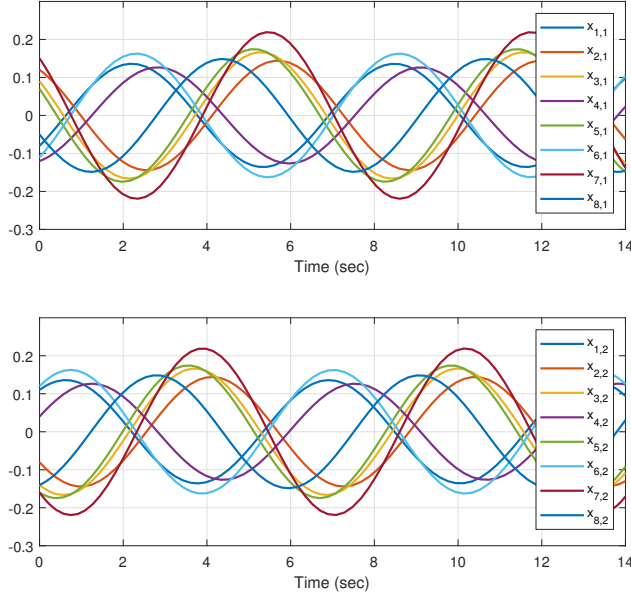 0.2
0.1
0
-0.1
-0.2
-0.3
0 2 4 6 8 10 12 14
Time (sec)
x1,1
x2,1
x3,1
x4,1
x5,1
x6,1
x7,1
x8,1
0.2
0.1
0
-0.1
-0.2
-0.3
0 2 4 6 8 10 12 14
Time (sec)
x1,2
x2,2
x3,2
x4,2
x5,2
x6,2
x7,2
x8,2